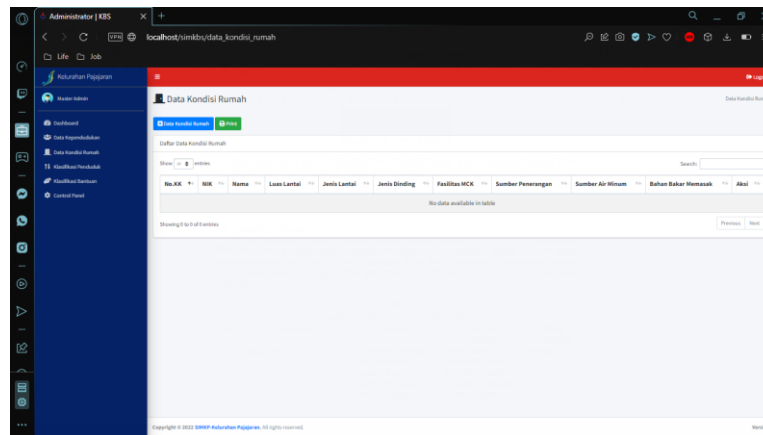 Administrator | KBS
VPN
localhost/simkbs/data_kondisi_rumah
Life
Job
Kelurahan Pajajaran
Master Admin
Dashboard
Data Kependudukan
Data Kondisi Rumah
Klasifikasi Penduduk
Klasifikasi Bantuan
Control Panel
Data Kondisi Rumah
Data Kondisi Rumah
Print
Daftar Data Kondisi Rumah
Show
entries
Search:
No.KK NIK Nama Luas Lantai Jenis Lantai Jenis Dinding Fasilitas MCK Sumber Penerangan Sumber Air Minum Bahan Bakar Memasak Aksi
No data available in table
Showing 0 to 0 of 0 entries
Previous Next
Copyright © 2022 SIMKP-Kelurahan Pajajaran. All rights reserved.